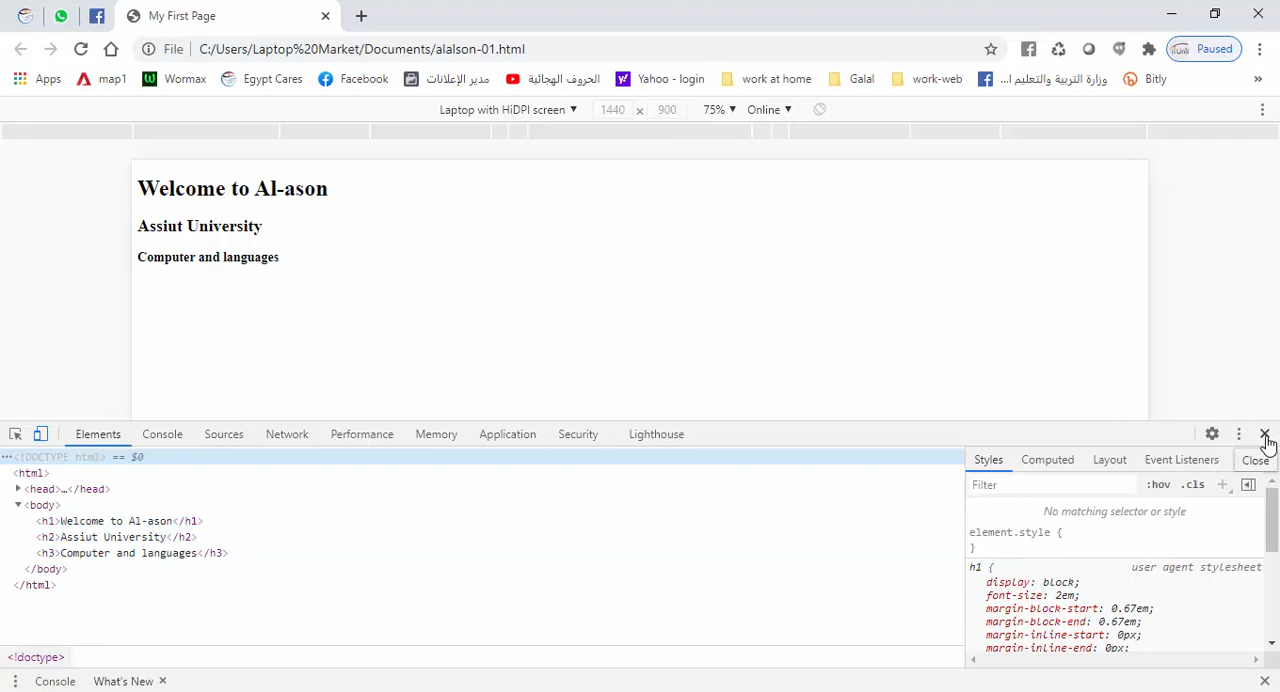 My First Page
File C:/Users/Laptop%20Market/Documents/alalson-01.html Paused
Apps map1 Wormax Egypt Cares Facebook مدير الإعلانات الحروف الهجائية Yahoo - login work at home Galal work-web وزارة التربية والتعليم ا... Bitly »
Laptop with HiDPI screen ▼ 1440 x 900 75% ▼ Online ▼
Welcome to Al-ason
Assiut University
Computer and languages
Elements Console Sources Network Performance Memory Application Security Lighthouse
…<!DOCTYPE html> == $0
<html>
<head>…</head>
<body>
<h1>Welcome to Al-ason</h1>
<h2>Assiut University</h2>
<h3>Computer and languages</h3>
</body>
</html>
<!doctype>
Styles Computed Layout Event Listeners Close
Filter :hov .cls +
No matching selector or style
element.style {
}
h1 { user agent stylesheet
display: block;
font-size: 2em;
margin-block-start: 0.67em;
margin-block-end: 0.67em;
margin-inline-start: 0px;
margin-inline-end: 0px;
Console What's New ×